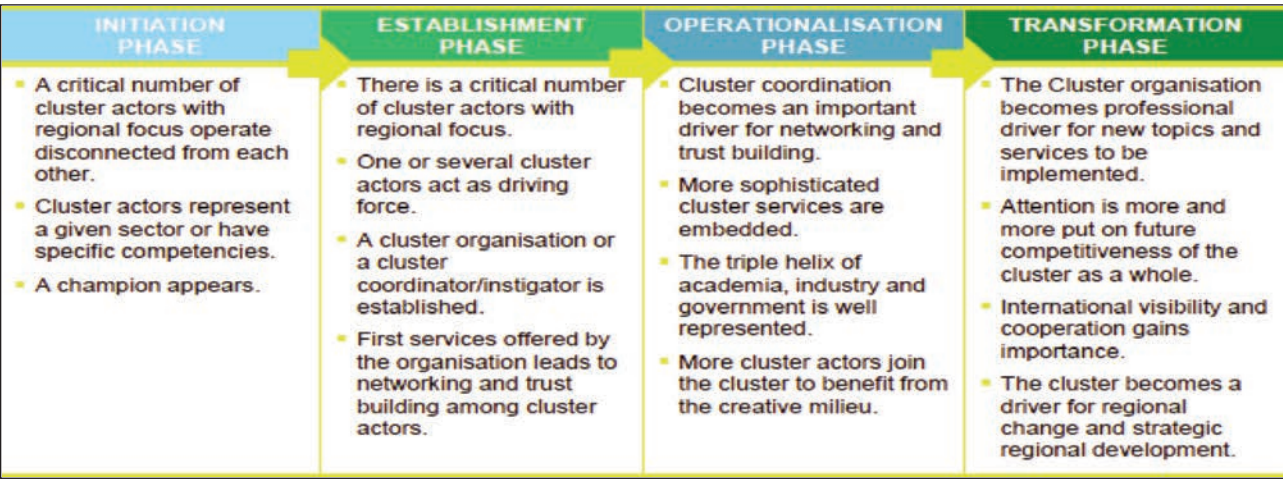 INITIATION
PHASE
A critical number of
cluster actors with
regional focus operate
disconnected from each
other.
Cluster actors represent
a given sector or have
specific competencies.
A champion appears.
ESTABLISHMENT
PHASE
There is a critical number
of cluster actors with
regional focus.
One or several cluster
actors act as driving
force.
A cluster organisation or
a cluster
coordinator/instigator is
established.
First services offered by
the organisation leads to
networking and trust
building among cluster
actors.
OPERATIONALISATION
PHASE
Cluster coordination
becomes an important
driver for networking and
trust building.
More sophisticated
cluster services are
embedded.
The triple helix of
academia, industry and
government is well
represented.
More cluster actors join
the cluster to benefit from
the creative milieu.
TRANSFORMATION
PHASE
The Cluster organisation
becomes professional
driver for new topics and
services to be
implemented.
Attention is more and
more put on future
competitiveness of the
cluster as a whole.
International visibility and
cooperation gains
importance.
The cluster becomes a
driver for regional
change and strategic
regional development.